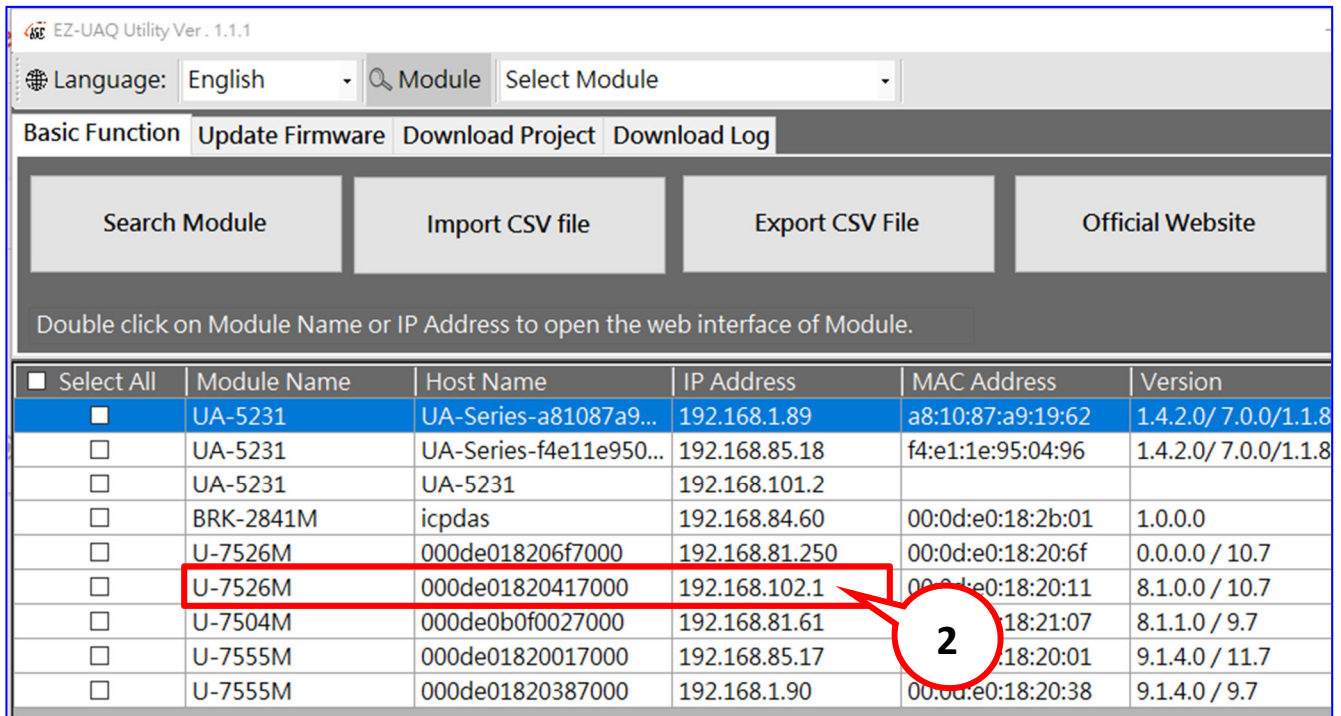 EZ-UAQ Utility Ver . 1.1.1
Language: English Module Select Module
Basic Function Update Firmware Download Project Download Log
Search Module Import CSV file Export CSV File Official Website
Double click on Module Name or IP Address to open the web interface of Module.
Select All Module Name Host Name IP Address MAC Address Version
UA-5231 UA-Series-a81087a9... 192.168.1.89 a8:10:87:a9:19:62 1.4.2.0/ 7.0.0/1.1.8
UA-5231 UA-Series-f4e11e950... 192.168.85.18 f4:e1:1e:95:04:96 1.4.2.0/ 7.0.0/1.1.8
UA-5231 UA-5231 192.168.101.2
BRK-2841M icpdas 192.168.84.60 00:0d:e0:18:2b:01 1.0.0.0
U-7526M 000de018206f7000 192.168.81.250 00:0d:e0:18:20:6f 0.0.0.0 / 10.7
U-7526M 000de01820417000 192.168.102.1 :e0:18:20:11 8.1.0.0 / 10.7
U-7504M 000de0b0f0027000 192.168.81.61 :18:21:07 8.1.1.0 / 9.7
2
U-7555M 000de01820017000 192.168.85.17 :18:20:01 9.1.4.0 / 11.7
U-7555M 000de01820387000 192.168.1.90 00:0d:e0:18:20:38 9.1.4.0 / 9.7